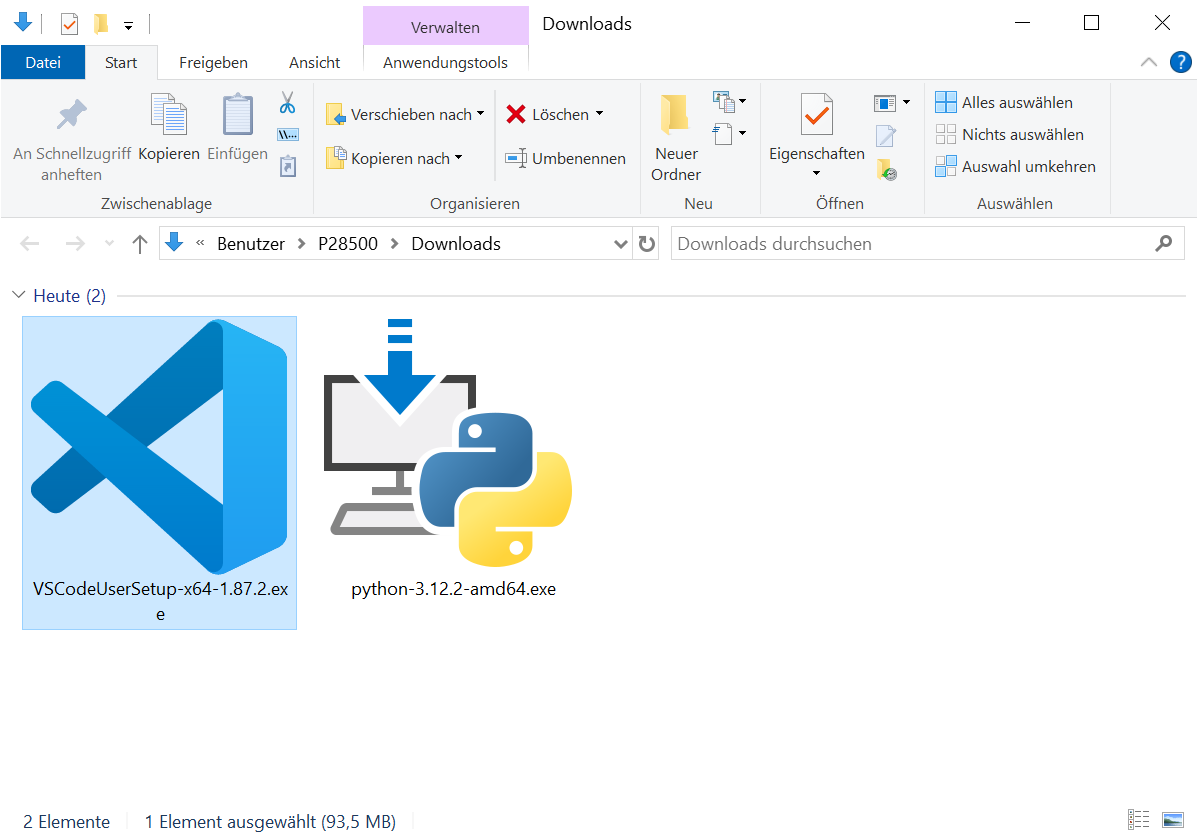 Verwalten
Downloads
Datei
Start
Freigeben
Ansicht
Anwendungstools
?
An Schnellzugriff
anheften
Kopieren
Einfügen
Zwischenablage
Verschieben nach
Kopieren nach
Löschen
Umbenennen
Organisieren
Neuer
Ordner
Neu
Eigenschaften
Öffnen
Alles auswählen
Nichts auswählen
Auswahl umkehren
Auswählen
« Benutzer > P28500 > Downloads
Downloads durchsuchen
Heute (2)
VSCodeUserSetup-x64-1.87.2.ex
e
python-3.12.2-amd64.exe
2 Elemente
1 Element ausgewählt (93,5 MB)